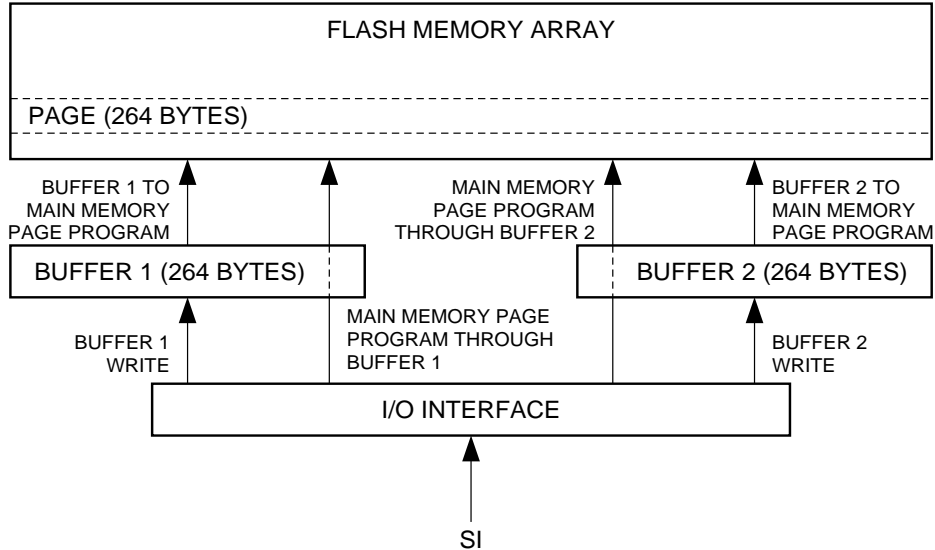 FLASH MEMORY ARRAY
PAGE (264 BYTES)
BUFFER 1 TO
MAIN MEMORY
PAGE PROGRAM
MAIN MEMORY
PAGE PROGRAM
THROUGH BUFFER 2
BUFFER 2 TO
MAIN MEMORY
PAGE PROGRAM
BUFFER 1 (264 BYTES)
BUFFER 2 (264 BYTES)
BUFFER 1
WRITE
MAIN MEMORY PAGE
PROGRAM THROUGH
BUFFER 1
BUFFER 2
WRITE
I/O INTERFACE
SI